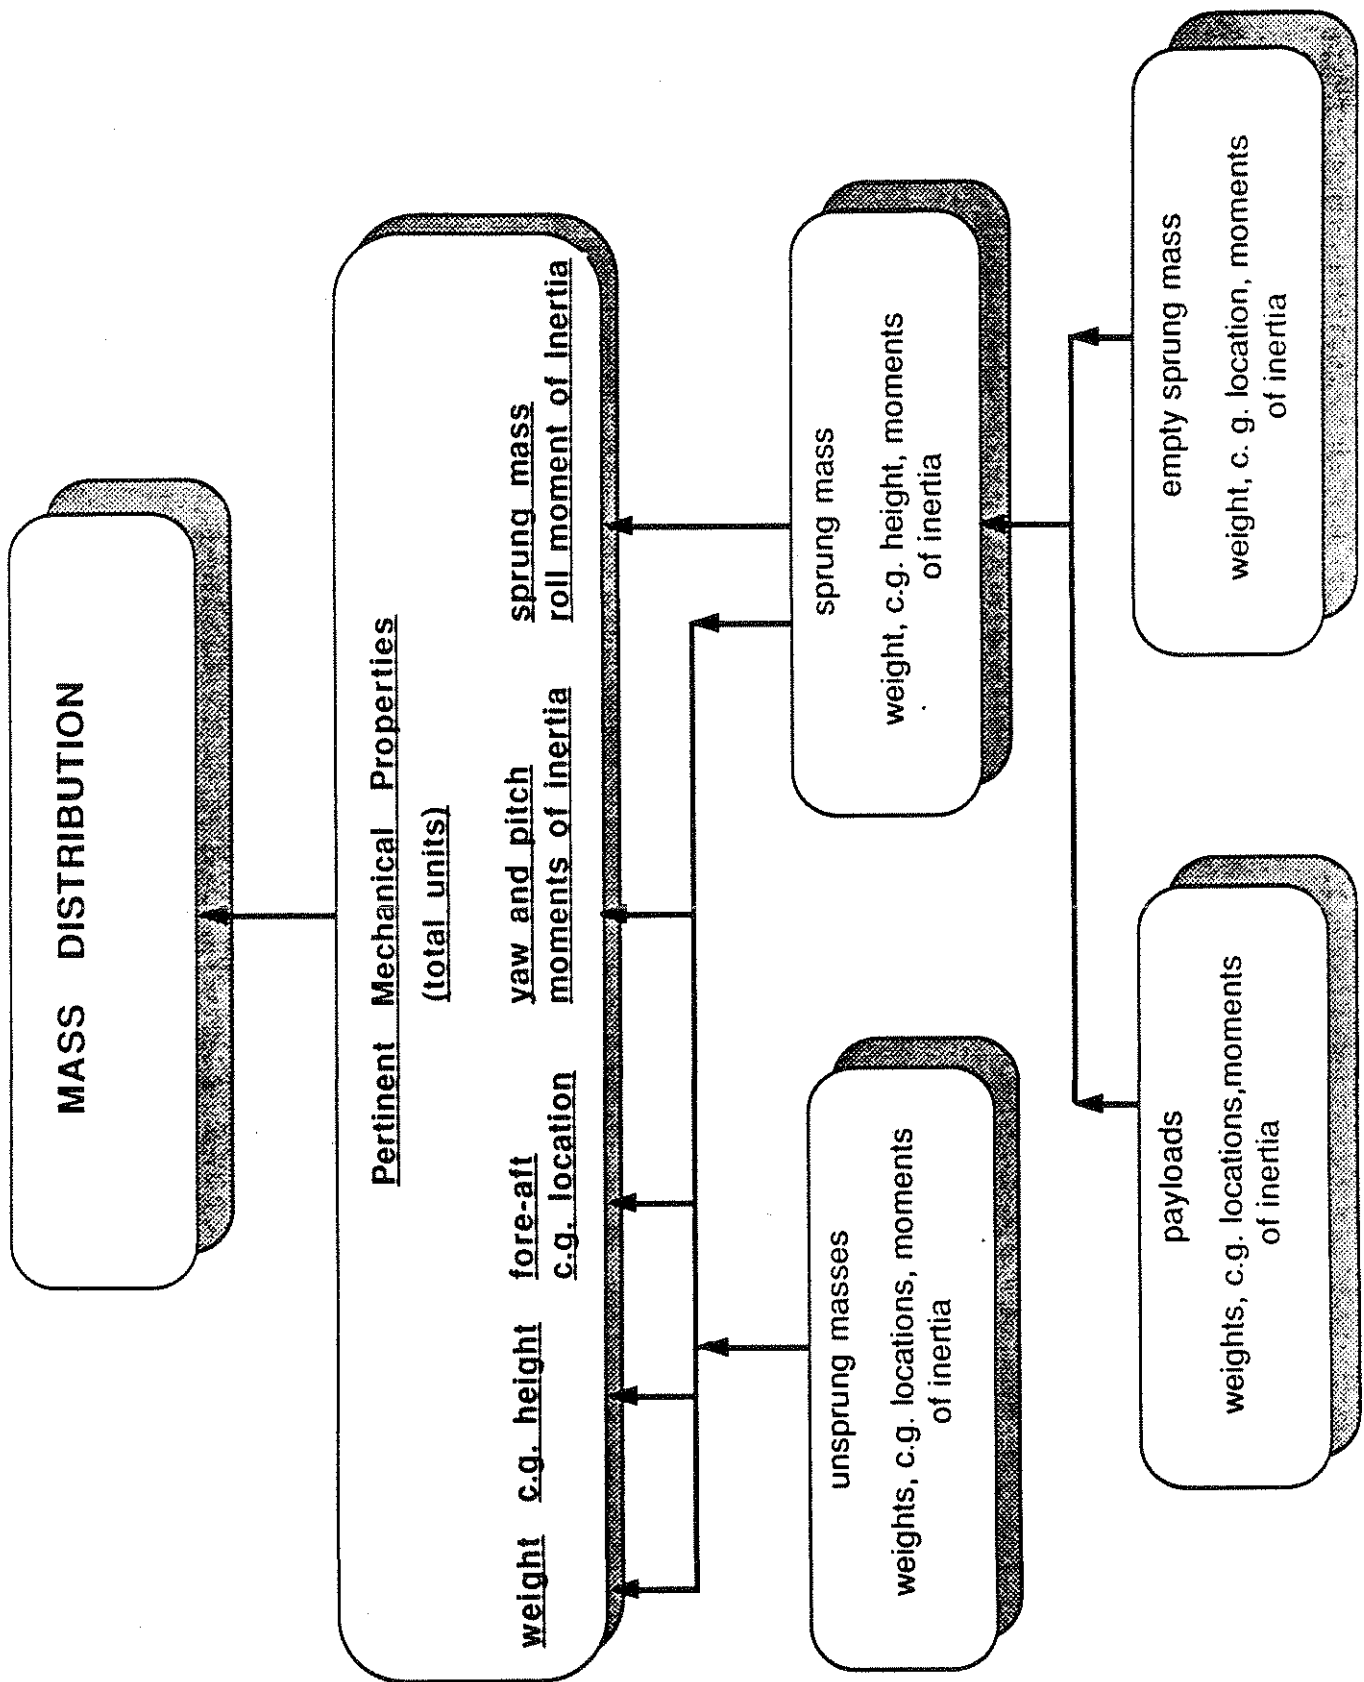 MASS DISTRIBUTION
Pertinent Mechanical Properties
(total units)
weight
c.g. height
fore-aft
c.g. location
yaw and pitch
moments of inertia
sprung mass
roll moment of Inertia
unsprung masses
weights, c.g. locations, moments
of inertia
sprung mass
weight, c.g. height, moments
of inertia
payloads
weights, c.g. locations,moments
of inertia
empty sprung mass
weight, c. g. location, moments
of inertia